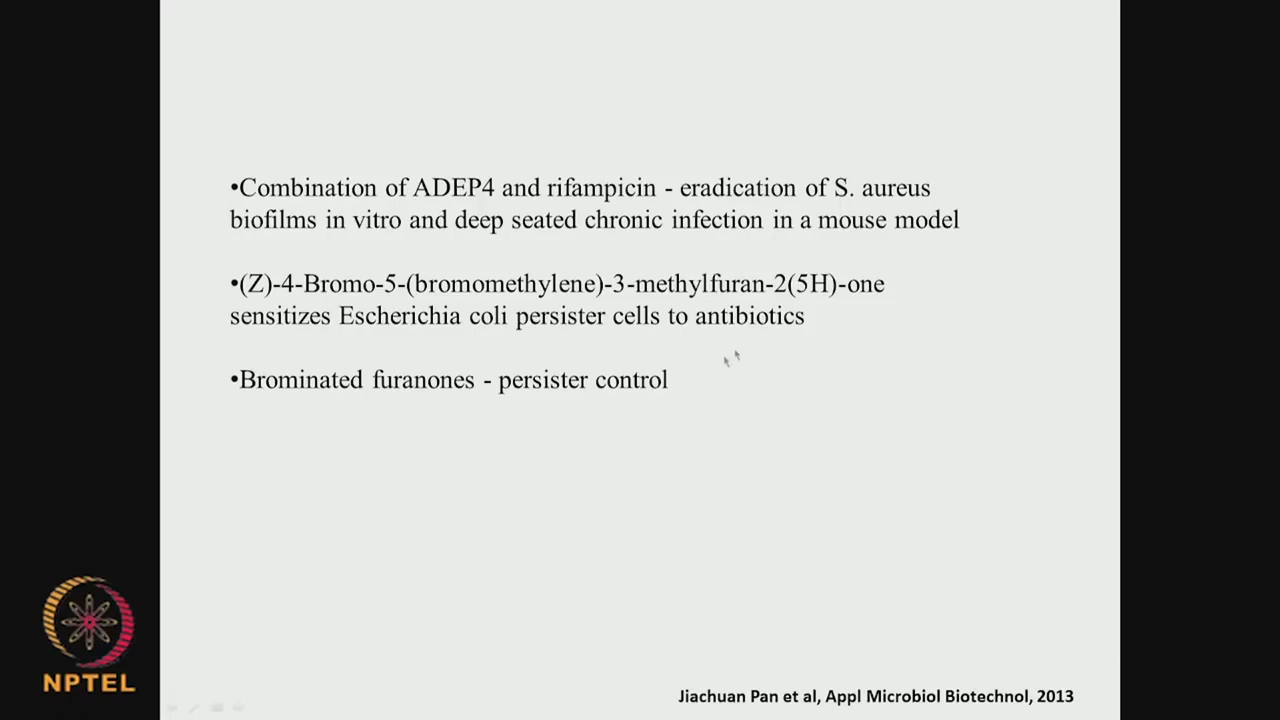 •Combination of ADEP4 and rifampicin - eradication of S. aureus
biofilms in vitro and deep seated chronic infection in a mouse model
•(Z)-4-Bromo-5-(bromomethylene)-3-methylfuran-2(5H)-one
sensitizes Escherichia coli persister cells to antibiotics
•Brominated furanones - persister control
NPTEL
Jiachuan Pan et al, Appl Microbiol Biotechnol, 2013